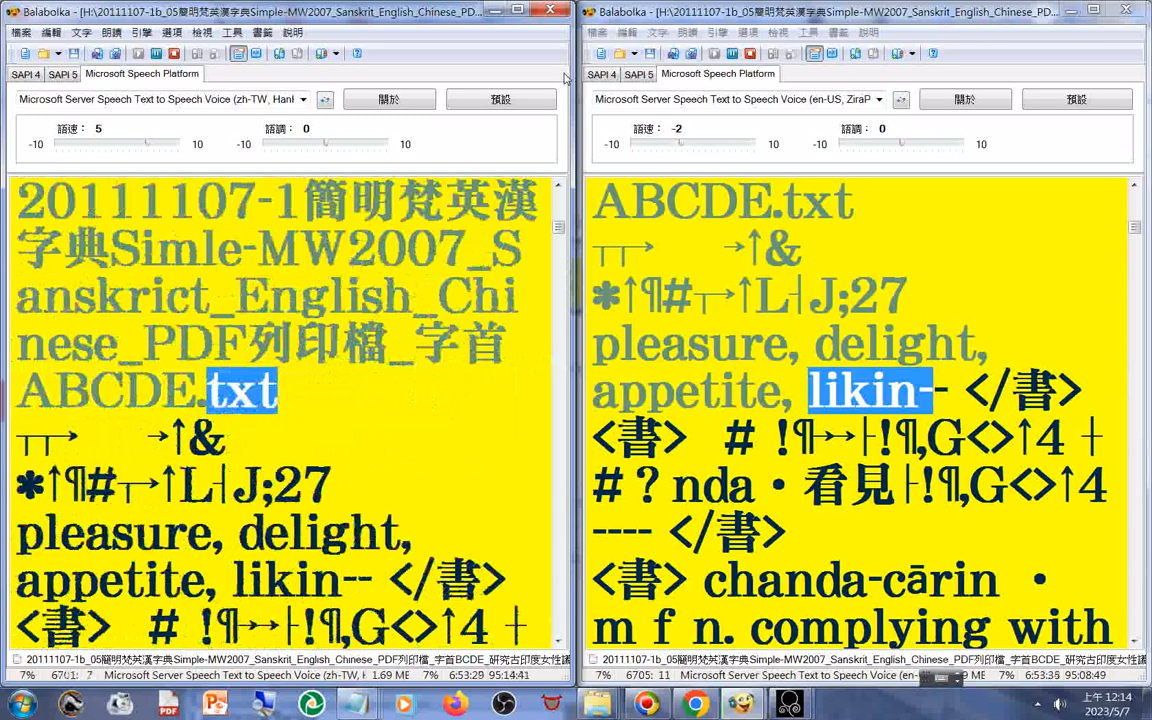 Balabolka - [H:\20111107-1b_05簡明梵英漢字典Simple-MW2007_Sanskrit_English_Chinese_PD...
檔案 編輯 文字 朗讀 引擎 選項 檢視 工具 書籤 說明
SAPI 4 SAPI 5 Microsoft Speech Platform
Microsoft Server Speech Text to Speech Voice (zh-TW, HanH 關於 預設
語速： 5 語調： 0
-10 10 -10 10
20111107-1簡明梵英漢
字典Simle-MW2007_S
anskrict_English_Chi
nese_PDF列印檔_字首
ABCDE.txt
┬┬→ →↑&
✱↑¶#┬→↑L┤J;27
pleasure, delight,
appetite, likin-- </書>
<書> # !¶↣├!¶,G<>↑4 ┼
20111107-1b_05簡明梵英漢字典Simple-MW2007_Sanskrit_English_Chinese_PDF列印檔_字首BCDE_研究古印度女性議
7% 6701: 7 Microsoft Server Speech Text to Speech Voice (zh-TW, H 1.69 MB 7% 6:53:29 95:14:41
Balabolka - [H:\20111107-1b_05簡明梵英漢字典Simple-MW2007_Sanskrit_English_Chinese_PD...
檔案 編輯 文字 朗讀 引擎 選項 檢視 工具 書籤 說明
SAPI 4 SAPI 5 Microsoft Speech Platform
Microsoft Server Speech Text to Speech Voice (en-US, ZiraP 關於 預設
語速： -2 語調： 0
-10 10 -10 10
ABCDE.txt
┬┬→ →↑&
✱↑¶#┬→↑L┤J;27
pleasure, delight,
appetite, likin-- </書>
<書> # !¶↣├!¶,G<>↑4 ┼
#？nda・看見├!¶,G<>↑4
---- </書>
<書> chanda-cārin ・
m f n. complying with
20111107-1b_05簡明梵英漢字典Simple-MW2007_Sanskrit_English_Chinese_PDF列印檔_字首BCDE_研究古印度女性議
7% 6705: 11 Microsoft Server Speech Text to Speech Voice (en-U 1.69 MB 7% 6:53:35 95:08:49
上午 12:14
2023/5/7